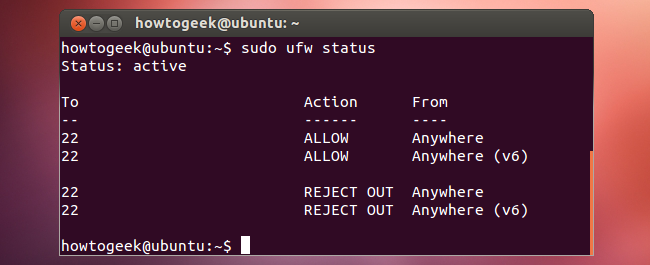 howtogeek@ubuntu: ~
howtogeek@ubuntu:~$ sudo ufw status
Status: active
To                         Action      From
--                         ------      ----
22                         ALLOW       Anywhere
22                         ALLOW       Anywhere (v6)
22                         REJECT OUT  Anywhere
22                         REJECT OUT  Anywhere (v6)
howtogeek@ubuntu:~$